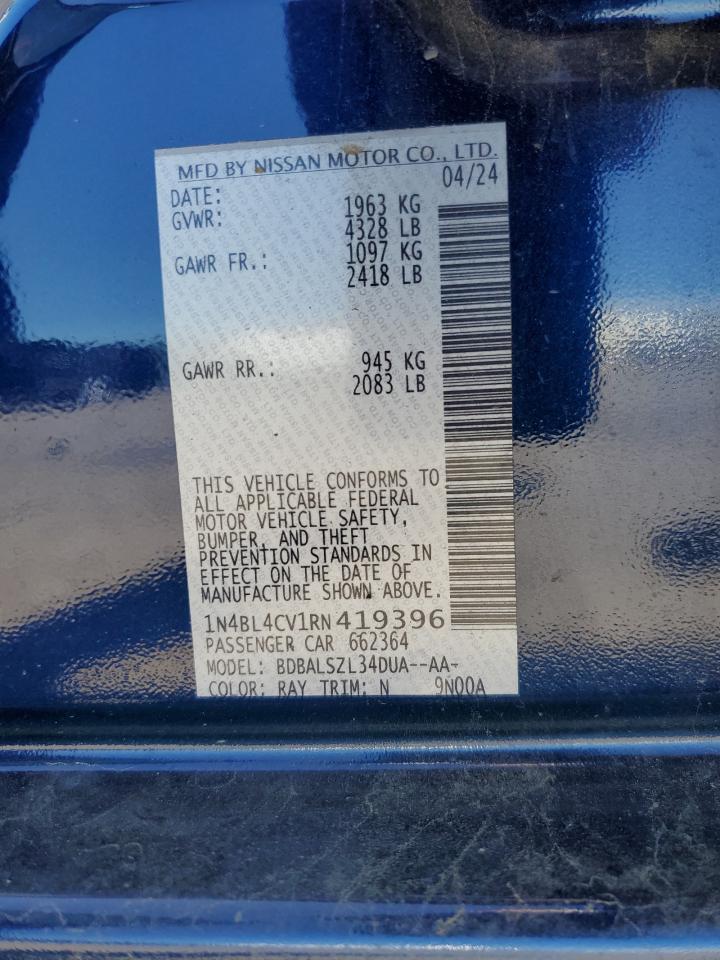 MFD BY NISSAN MOTOR CO., LTD.
DATE: 04/24
GVWR: 1963 KG
4328 LB
GAWR FR.: 1097 KG
2418 LB
GAWR RR.: 945 KG
2083 LB
THIS VEHICLE CONFORMS TO
ALL APPLICABLE FEDERAL
MOTOR VEHICLE SAFETY,
BUMPER, AND THEFT
PREVENTION STANDARDS IN
EFFECT ON THE DATE OF
MANUFACTURE SHOWN ABOVE.
1N4BL4CV1RN419396
PASSENGER CAR 662364
MODEL: BDBALSZL34DUA--AA-
COLOR: RAY TRIM: N 9N00A